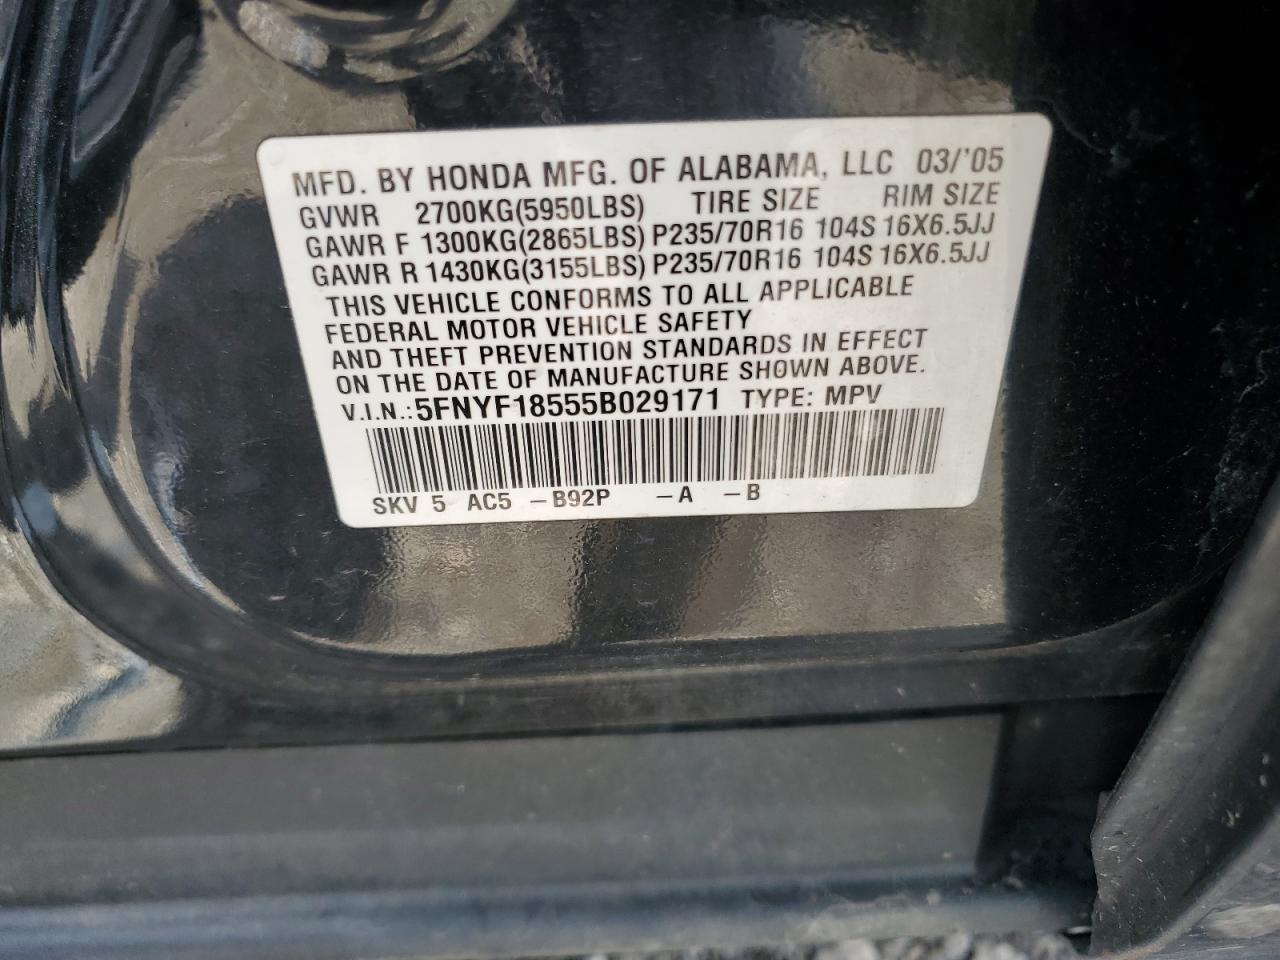 MFD. BY HONDA MFG. OF ALABAMA, LLC 03/'05
GVWR 2700KG(5950LBS) TIRE SIZE RIM SIZE
GAWR F 1300KG(2865LBS) P235/70R16 104S 16X6.5JJ
GAWR R 1430KG(3155LBS) P235/70R16 104S 16X6.5JJ
THIS VEHICLE CONFORMS TO ALL APPLICABLE
FEDERAL MOTOR VEHICLE SAFETY
AND THEFT PREVENTION STANDARDS IN EFFECT
ON THE DATE OF MANUFACTURE SHOWN ABOVE.
V.I.N.: 5FNYF18555B029171 TYPE: MPV
SKV 5 AC5 -B92P -A -B